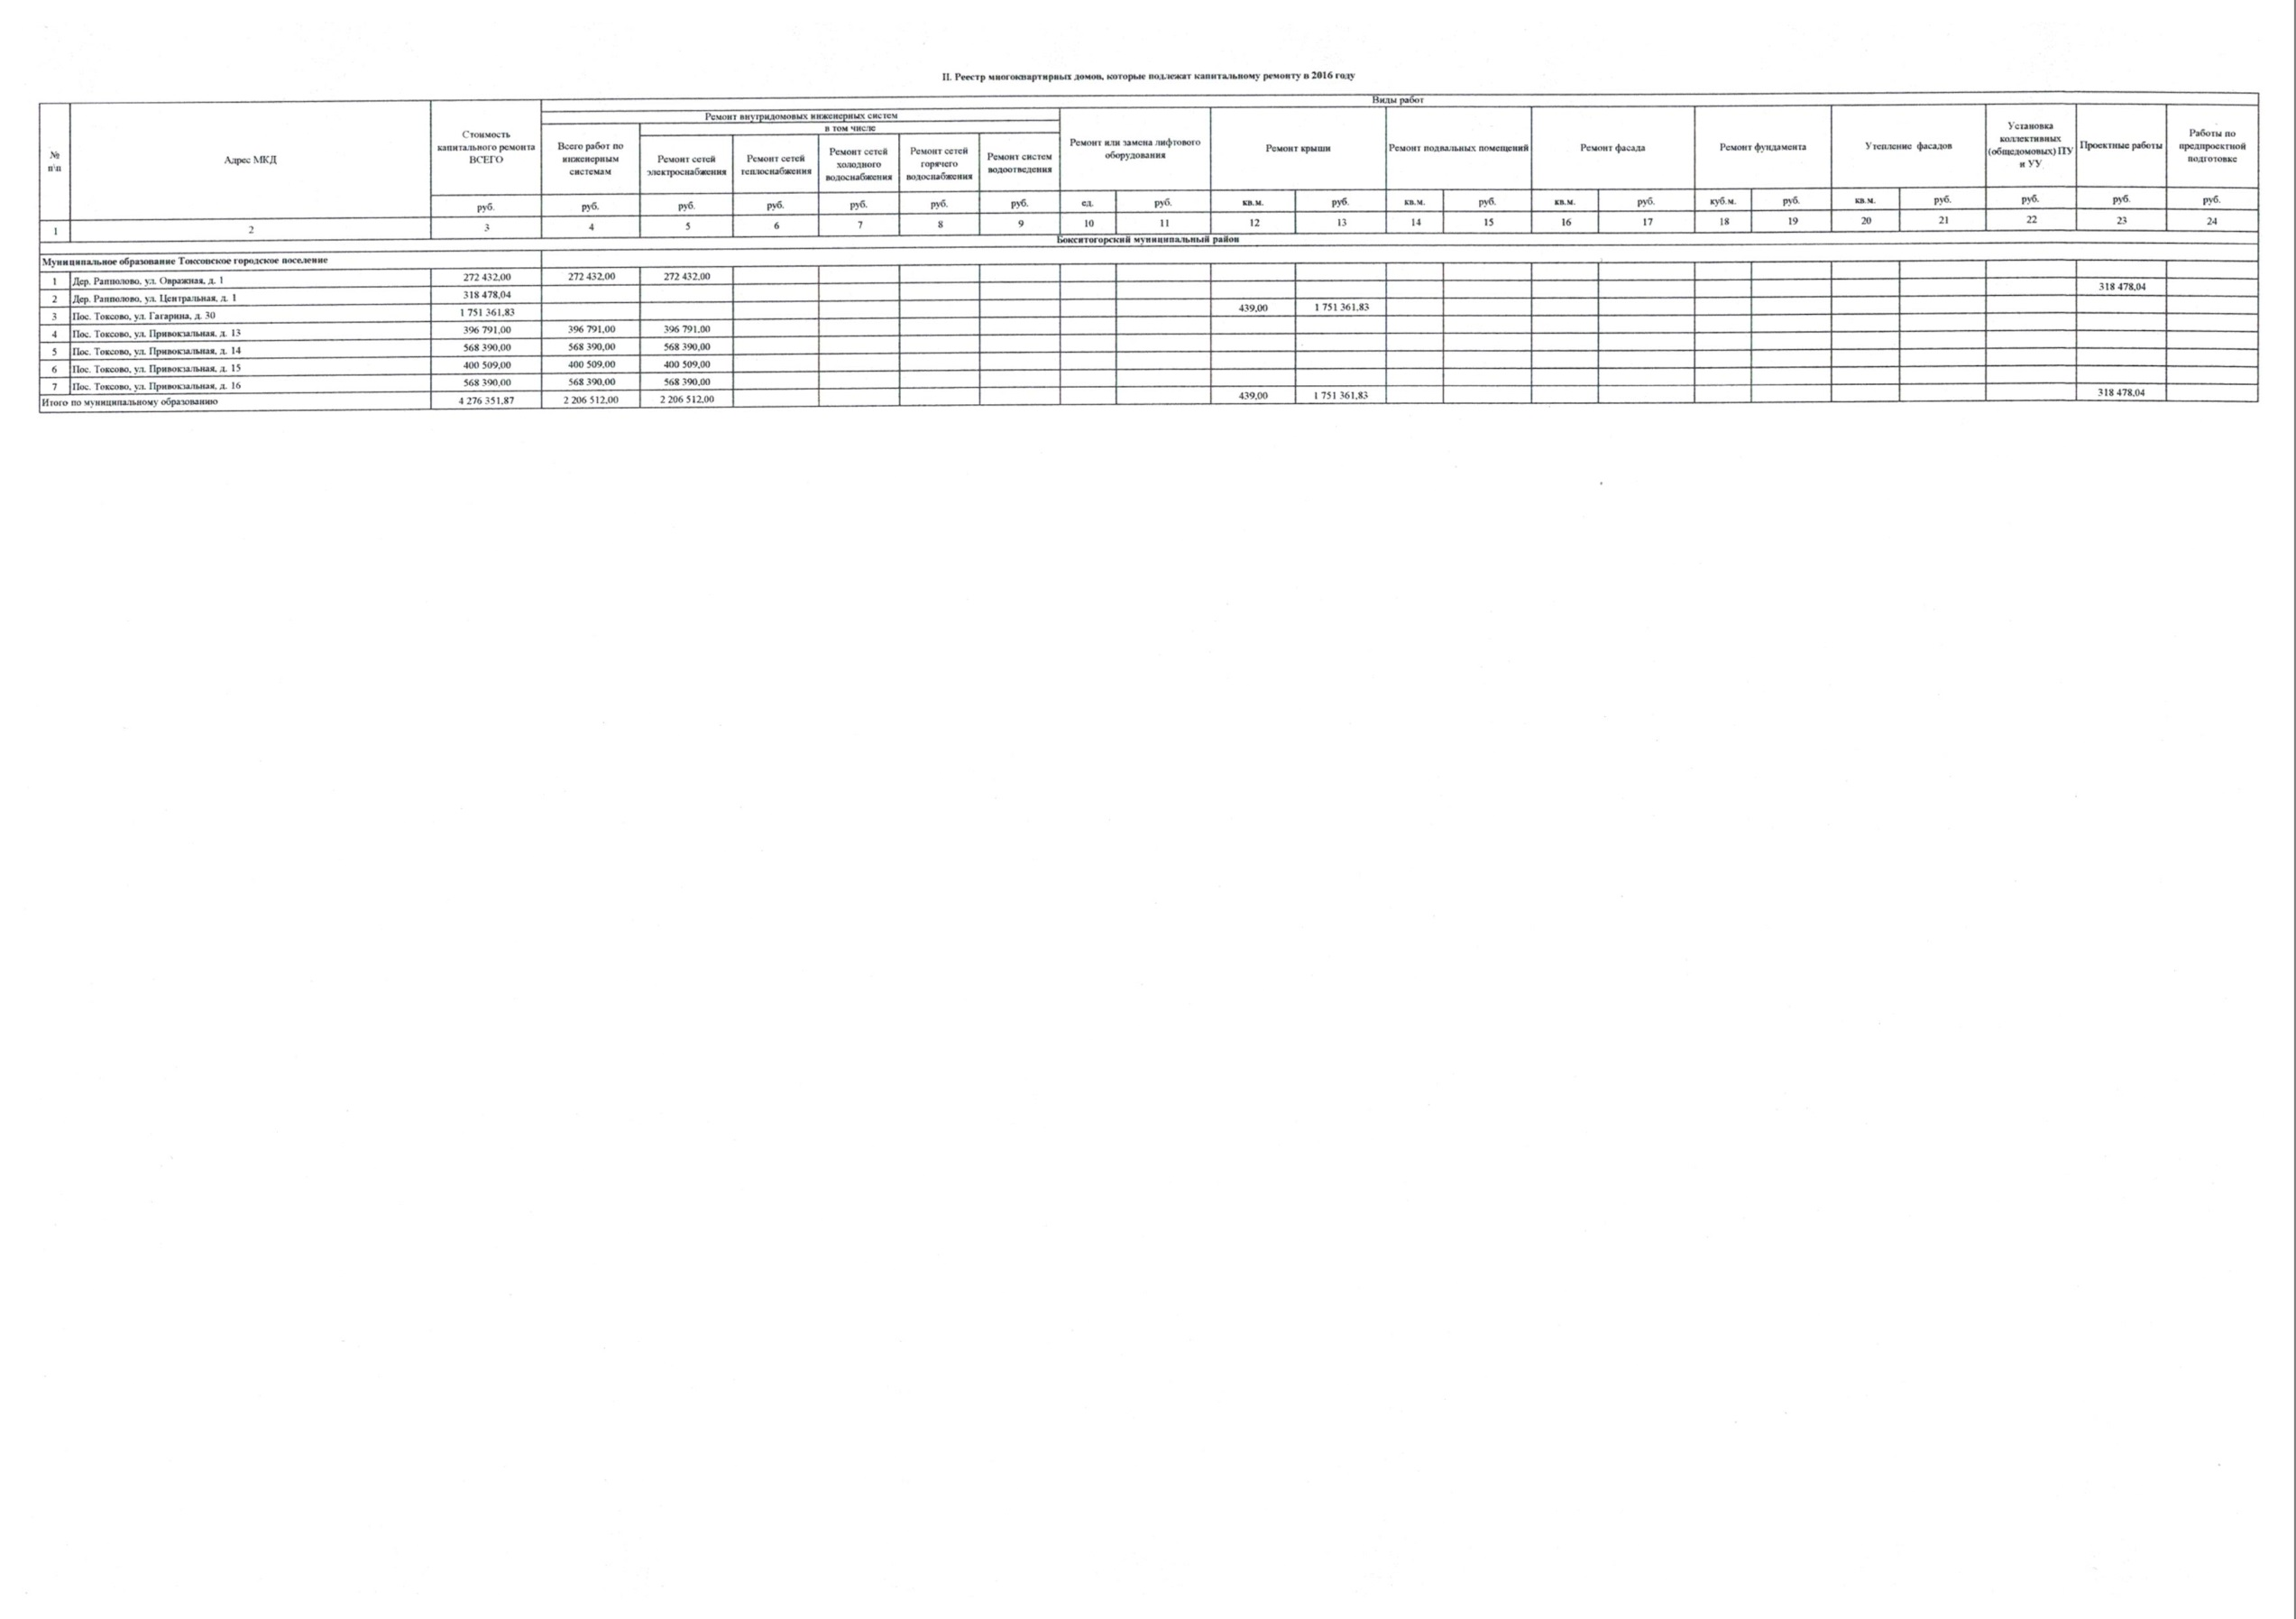 II. Реестр многоквартирных домов, которые подлежат капитальному ремонту в 2016 году
№ п\п
Адрес МКД
Стоимость капитального ремонта ВСЕГО
Виды работ
Ремонт внутридомовых инженерных систем
в том числе
Всего работ по инженерным системам
Ремонт сетей электроснабжения
Ремонт сетей теплоснабжения
Ремонт сетей холодного водоснабжения
Ремонт сетей горячего водоснабжения
Ремонт систем водоотведения
Ремонт или замена лифтового оборудования
Ремонт крыши
Ремонт подвальных помещений
Ремонт фасада
Ремонт фундамента
Утепление фасадов
Установка коллективных (общедомовых) ПУ и УУ
Проектные работы
Работы по предпроектной подготовке
руб. руб. руб. руб. руб. руб. руб. ед. руб. кв.м. руб. кв.м. руб. кв.м. руб. куб.м. руб. кв.м. руб. руб. руб. руб.
1 2 3 4 5 6 7 8 9 10 11 12 13 14 15 16 17 18 19 20 21 22 23 24
Бокситогорский муниципальный район
Муниципальное образование Токсовское городское поселение
1 Дер. Рапполово, ул. Овражная, д. 1 272 432,00 272 432,00 272 432,00
2 Дер. Рапполово, ул. Центральная, д. 1 318 478,04 318 478,04
3 Пос. Токсово, ул. Гагарина, д. 30 1 751 361,83 439,00 1 751 361,83
4 Пос. Токсово, ул. Привокзальная, д. 13 396 791,00 396 791,00 396 791,00
5 Пос. Токсово, ул. Привокзальная, д. 14 568 390,00 568 390,00 568 390,00
6 Пос. Токсово, ул. Привокзальная, д. 15 400 509,00 400 509,00 400 509,00
7 Пос. Токсово, ул. Привокзальная, д. 16 568 390,00 568 390,00 568 390,00
Итого по муниципальному образованию 4 276 351,87 2 206 512,00 2 206 512,00 439,00 1 751 361,83 318 478,04